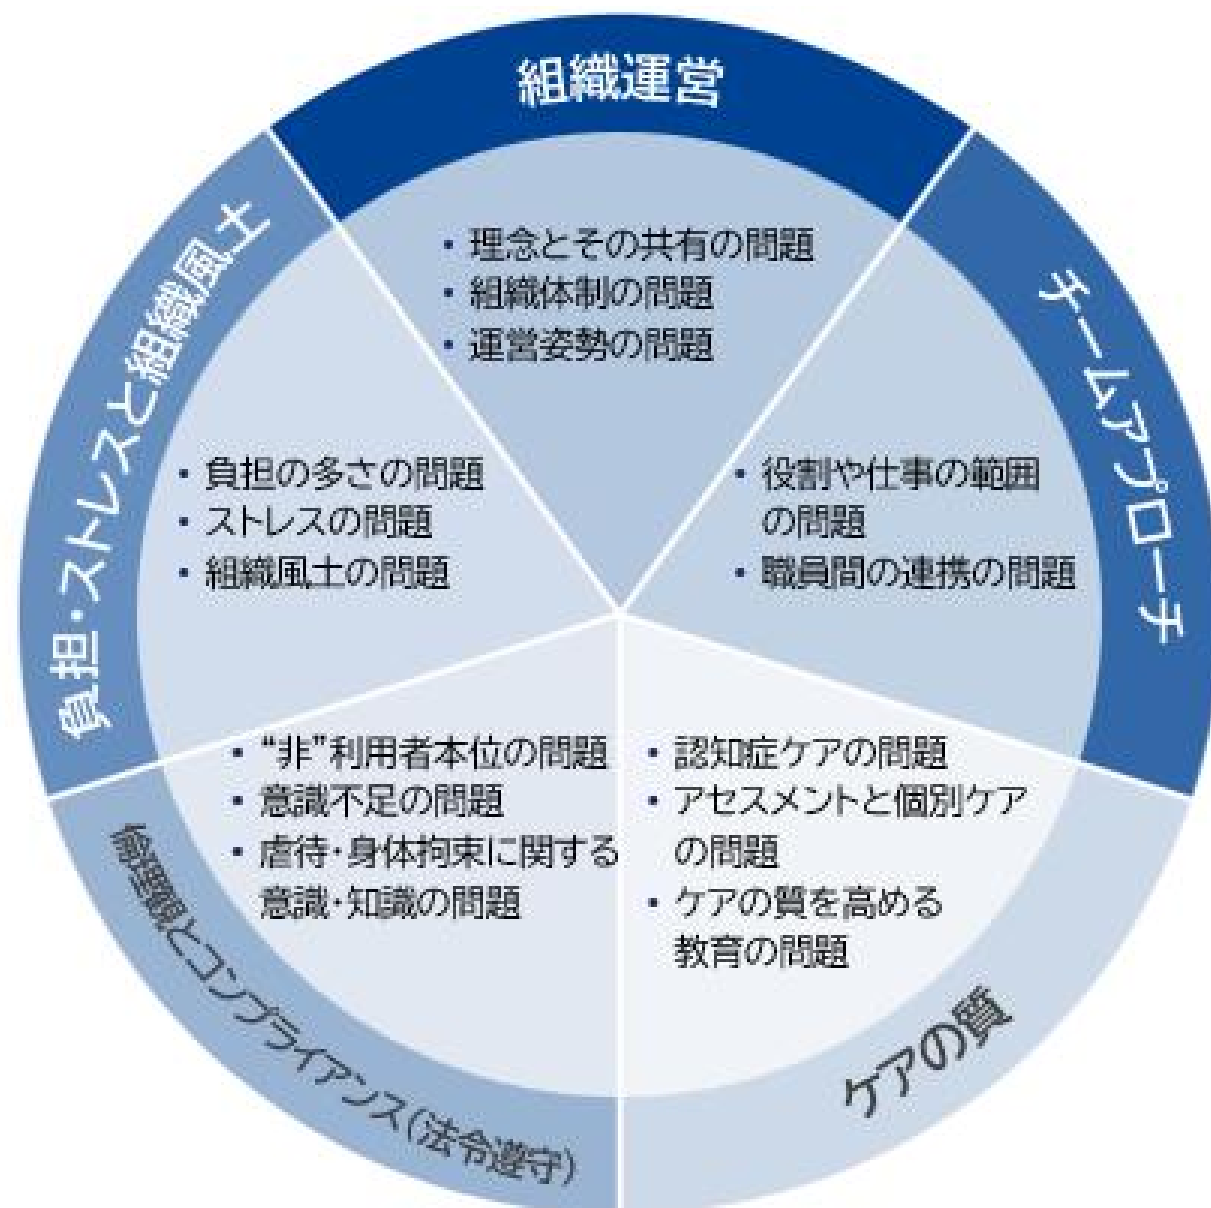 組織運営
・理念とその共有の問題
・組織体制の問題
・運営姿勢の問題
チームアプローチ
・役割や仕事の範囲
の問題
・職員間の連携の問題
ケアの質
・認知症ケアの問題
・アセスメントと個別ケア
の問題
・ケアの質を高める
教育の問題
倫理観とコンプライアンス(法令遵守)
・“非”利用者本位の問題
・意識不足の問題
・虐待・身体拘束に関する
意識・知識の問題
負担・ストレスと組織風土
・負担の多さの問題
・ストレスの問題
・組織風土の問題